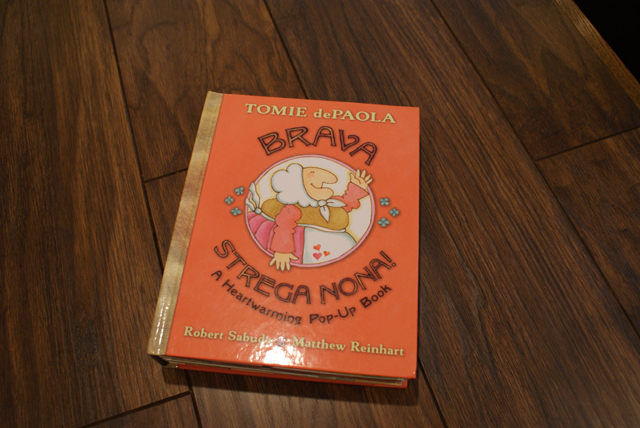 TOMIE dePAOLA
BRAVA
STREGA NONA!
A Heartwarming Pop-Up Book
Robert Sabuda & Matthew Reinhart